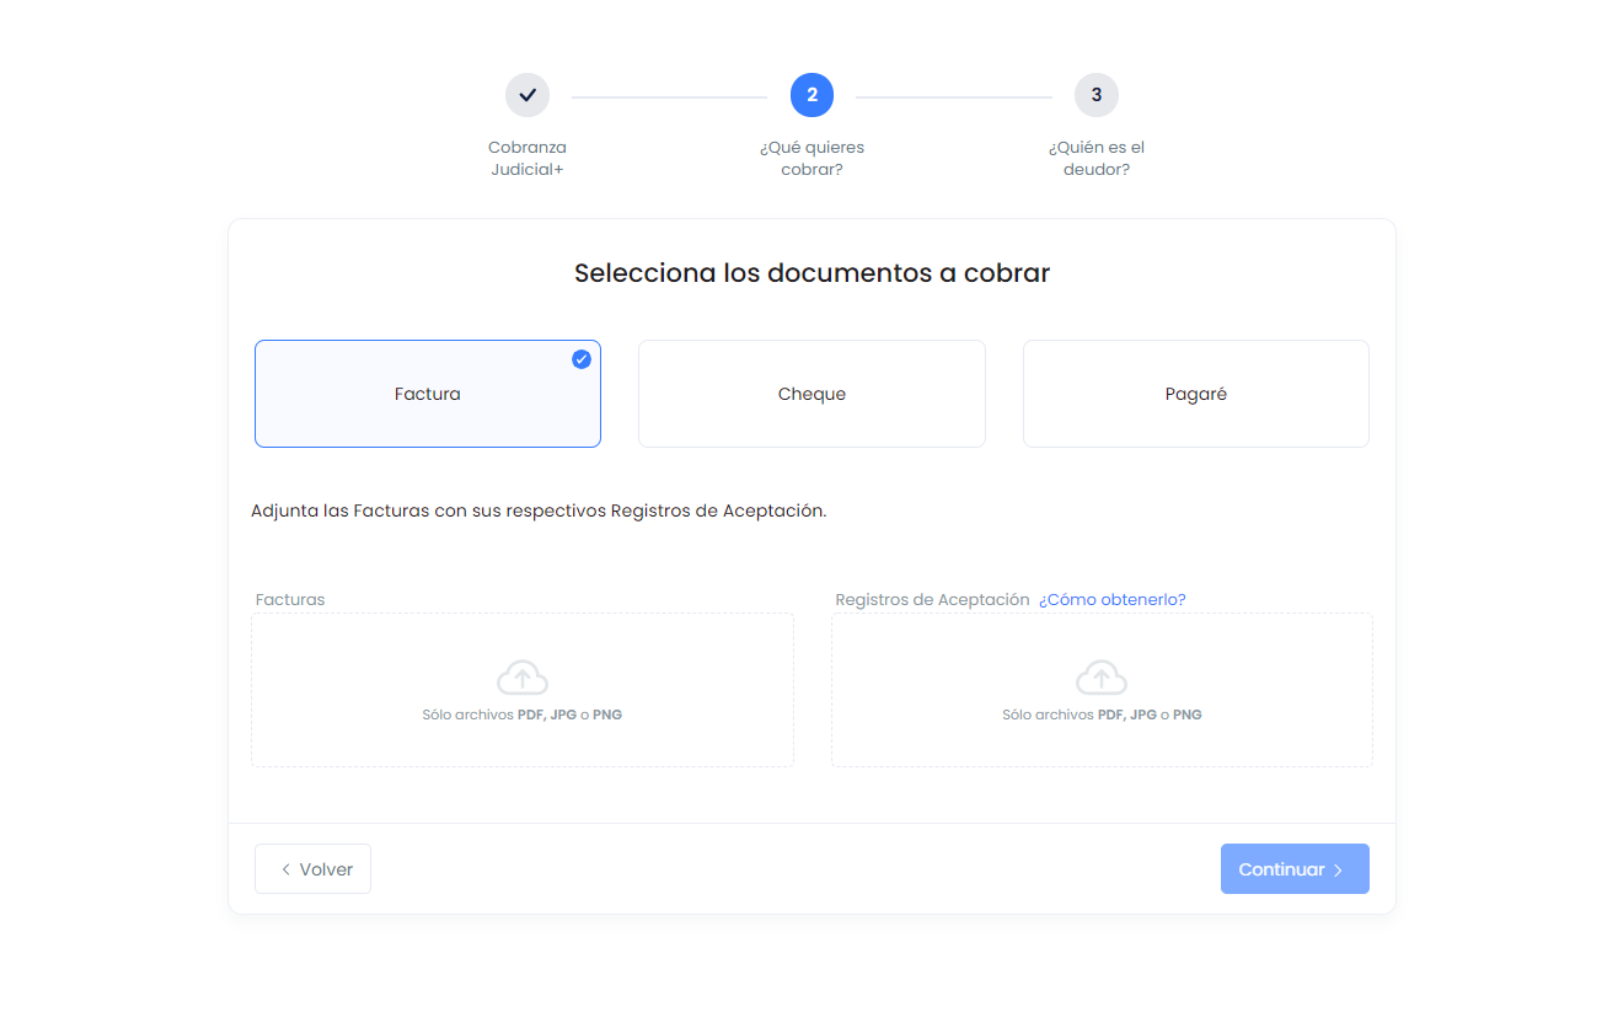 2
3
Cobranza
Judicial+
¿Qué quieres
cobrar?
¿Quién es el
deudor?
Selecciona los documentos a cobrar
Factura
Cheque
Pagaré
Adjunta las Facturas con sus respectivos Registros de Aceptación.
Facturas
Sólo archivos PDF, JPG o PNG
Registros de Aceptación ¿Cómo obtenerlo?
Sólo archivos PDF, JPG o PNG
Volver
Continuar